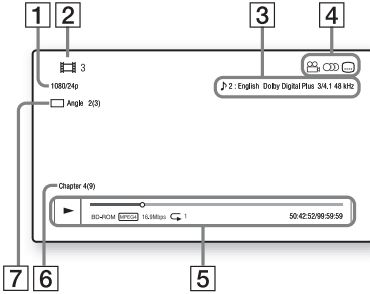 1 2 3 4
3
1080/24p
♪ 2 : English Dolby Digital Plus 3/4.1 48 kHz
Angle 2(3)
Chapter 4(9)
BD-ROM MPEG4 16.9Mbps 1 50:42:52/99:59:59
7 6 5